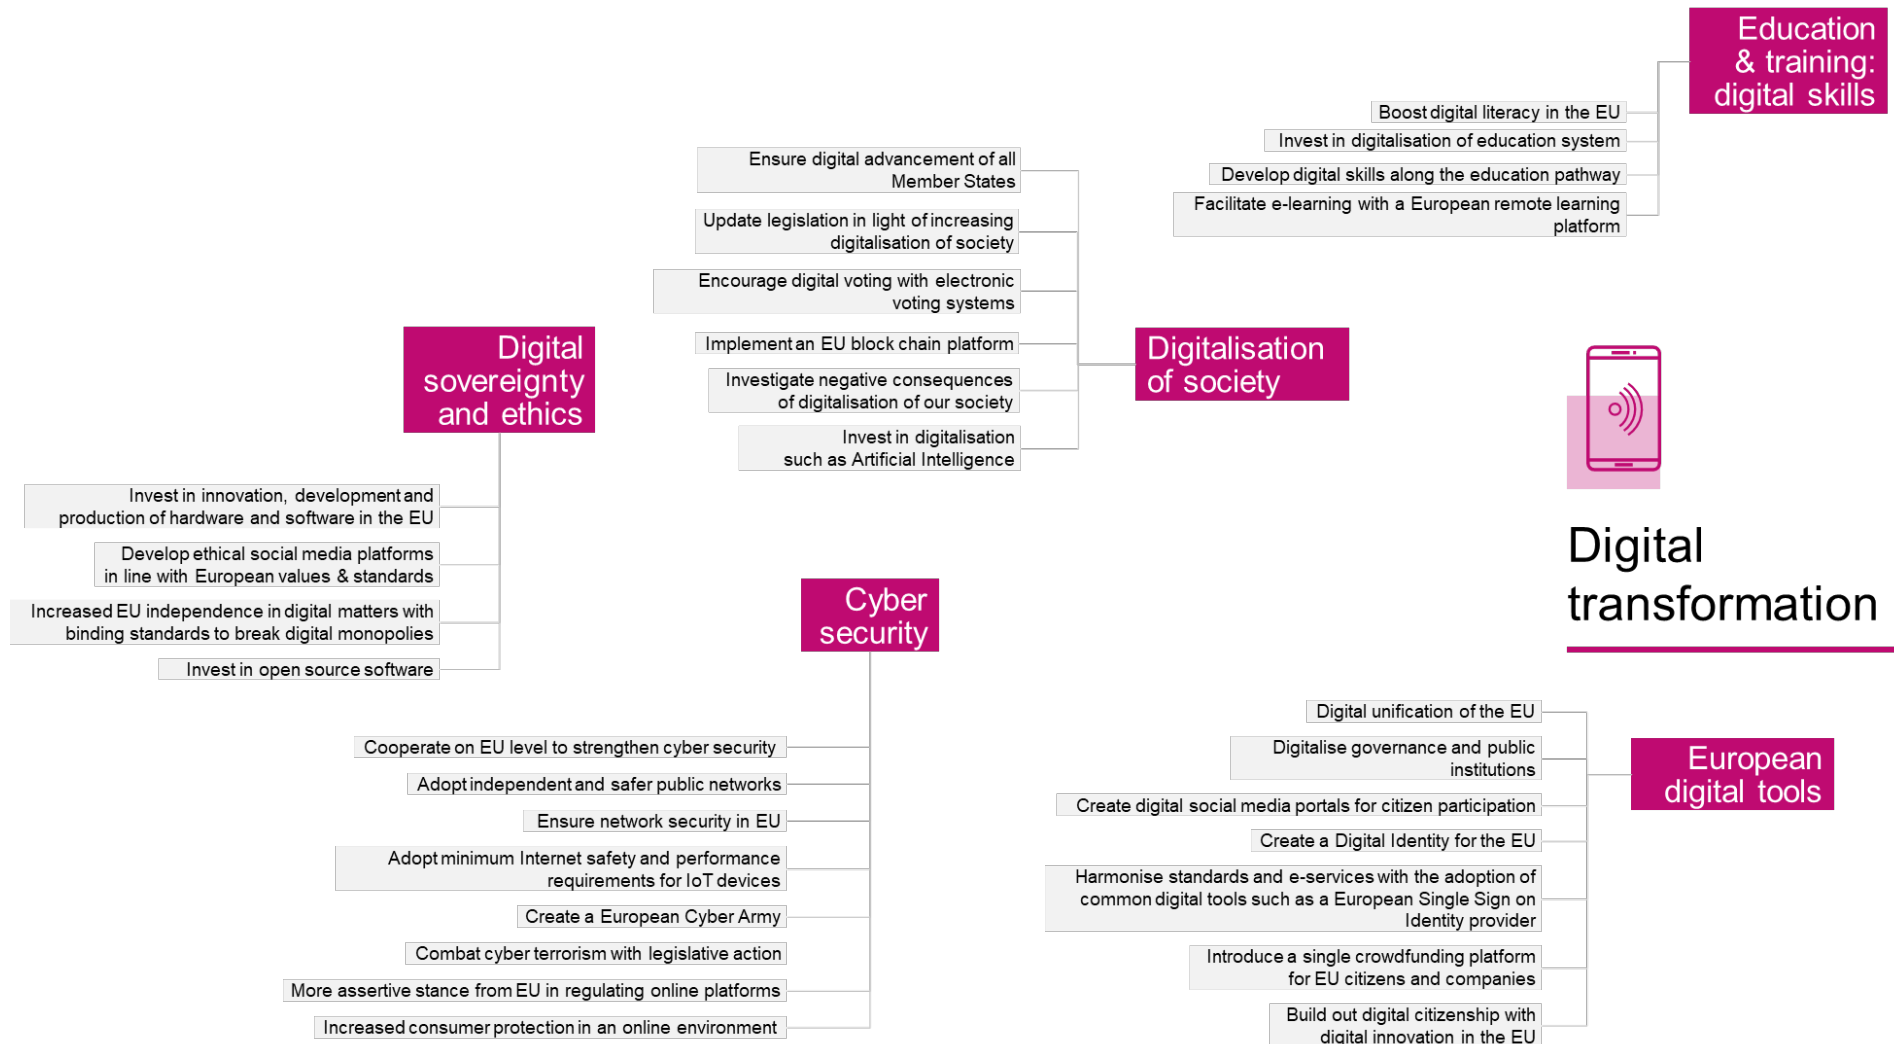 Education
& training:
digital skills
Boost digital literacy in the EU
Invest in digitalisation of education system
Develop digital skills along the education pathway
Facilitate e-learning with a European remote learning
platform
Ensure digital advancement of all
Member States
Update legislation in light of increasing
digitalisation of society
Encourage digital voting with electronic
voting systems
Implement an EU block chain platform
Investigate negative consequences
of digitalisation of our society
Invest in digitalisation
such as Artificial Intelligence
Digitalisation
of society
Digital
sovereignty
and ethics
Invest in innovation, development and
production of hardware and software in the EU
Develop ethical social media platforms
in line with European values & standards
Increased EU independence in digital matters with
binding standards to break digital monopolies
Invest in open source software
Digital
transformation
Cyber
security
Cooperate on EU level to strengthen cyber security
Adopt independent and safer public networks
Ensure network security in EU
Adopt minimum Internet safety and performance
requirements for IoT devices
Create a European Cyber Army
Combat cyber terrorism with legislative action
More assertive stance from EU in regulating online platforms
Increased consumer protection in an online environment
European
digital tools
Digital unification of the EU
Digitalise governance and public
institutions
Create digital social media portals for citizen participation
Create a Digital Identity for the EU
Harmonise standards and e-services with the adoption of
common digital tools such as a European Single Sign on
Identity provider
Introduce a single crowdfunding platform
for EU citizens and companies
Build out digital citizenship with
digital innovation in the EU